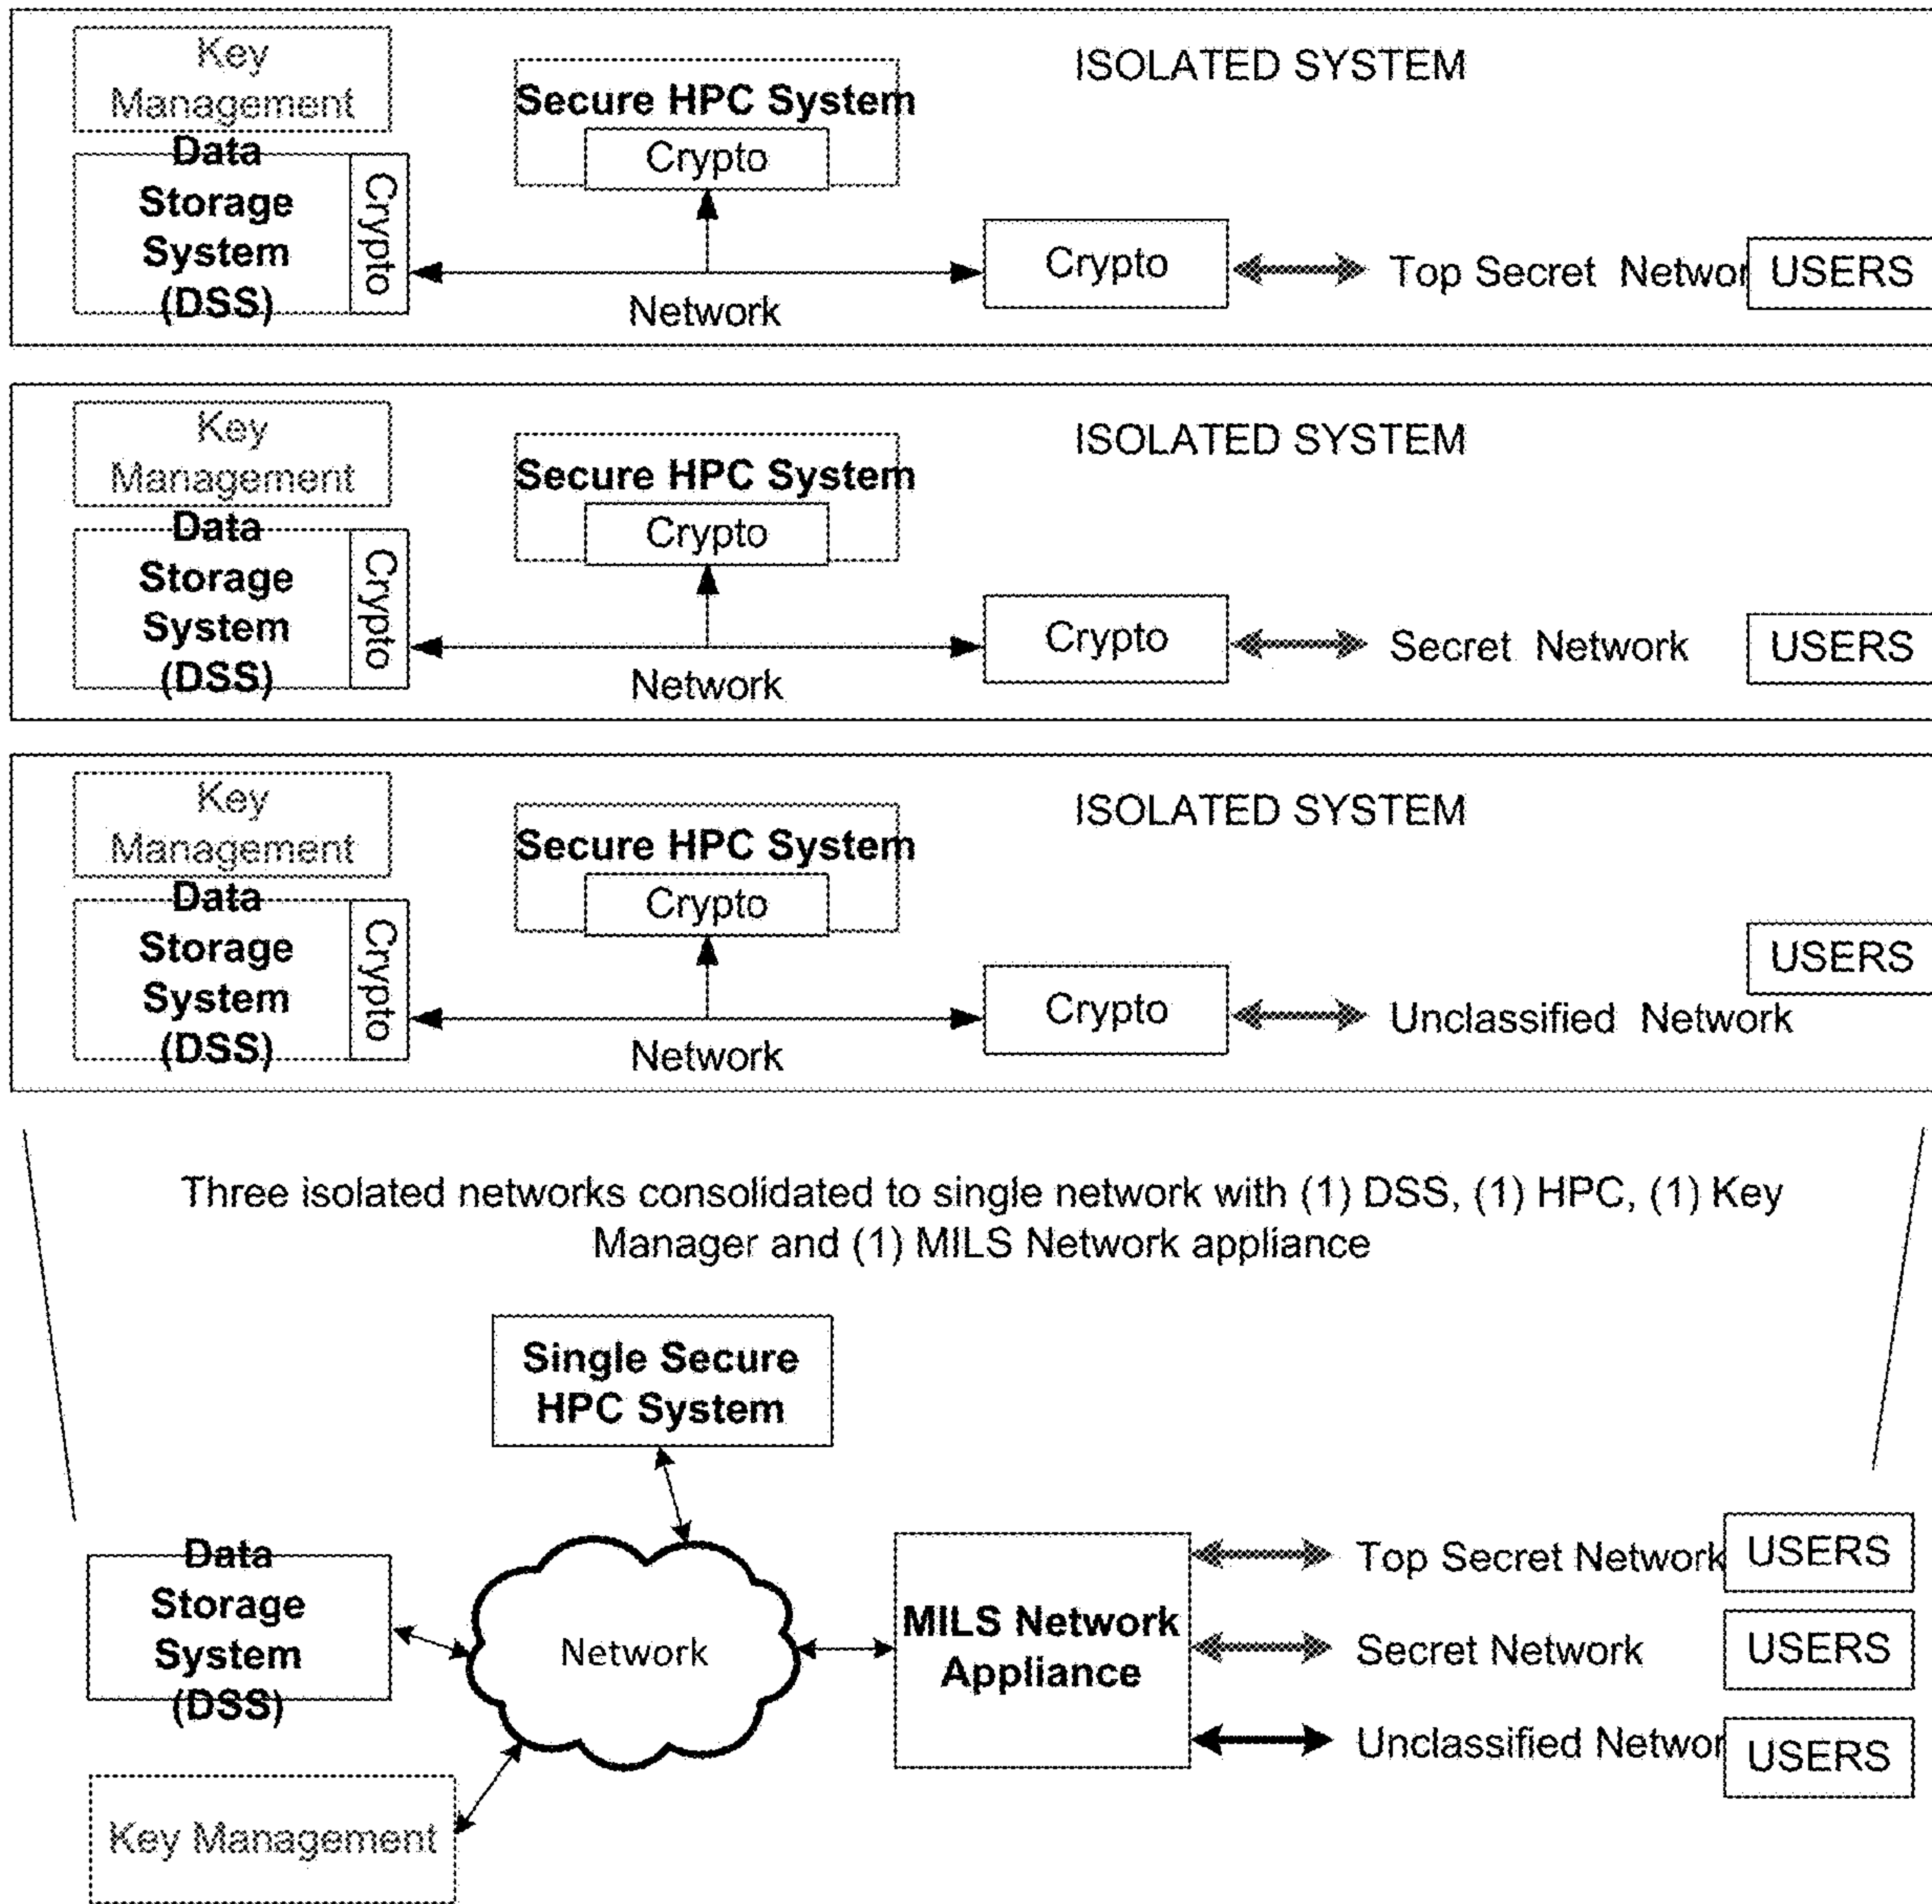 Key
Management
Secure HPC System
ISOLATED SYSTEM
Crypto
Data
Storage
System
(DSS)
Crypto
Crypto
Top Secret Networ
USERS
Network
Key
Management
Secure HPC System
ISOLATED SYSTEM
Crypto
Data
Storage
System
(DSS)
Crypto
Crypto
Secret Network
USERS
Network
Key
Management
Secure HPC System
ISOLATED SYSTEM
Crypto
Data
Storage
System
(DSS)
Crypto
USERS
Crypto
Unclassified Network
Network
Three isolated networks consolidated to single network with (1) DSS, (1) HPC, (1) Key
Manager and (1) MILS Network appliance
Single Secure
HPC System
Data
Storage
System
(DSS)
Network
MILS Network
Appliance
Top Secret Network
USERS
Secret Network
USERS
Unclassified Networ
USERS
Key Management